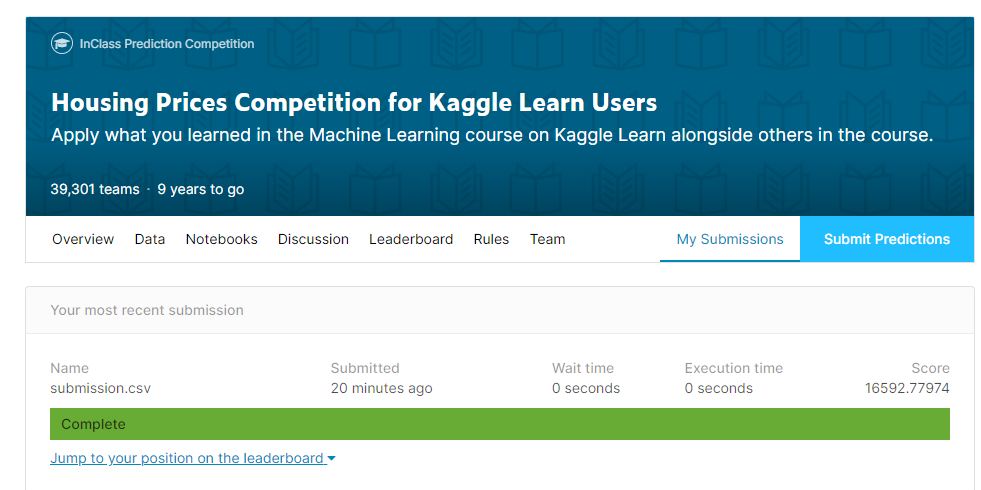 InClass Prediction Competition
Housing Prices Competition for Kaggle Learn Users
Apply what you learned in the Machine Learning course on Kaggle Learn alongside others in the course.
39,301 teams · 9 years to go
Overview Data Notebooks Discussion Leaderboard Rules Team My Submissions Submit Predictions
Your most recent submission
Name Submitted Wait time Execution time Score
submission.csv 20 minutes ago 0 seconds 0 seconds 16592.77974
Complete
Jump to your position on the leaderboard